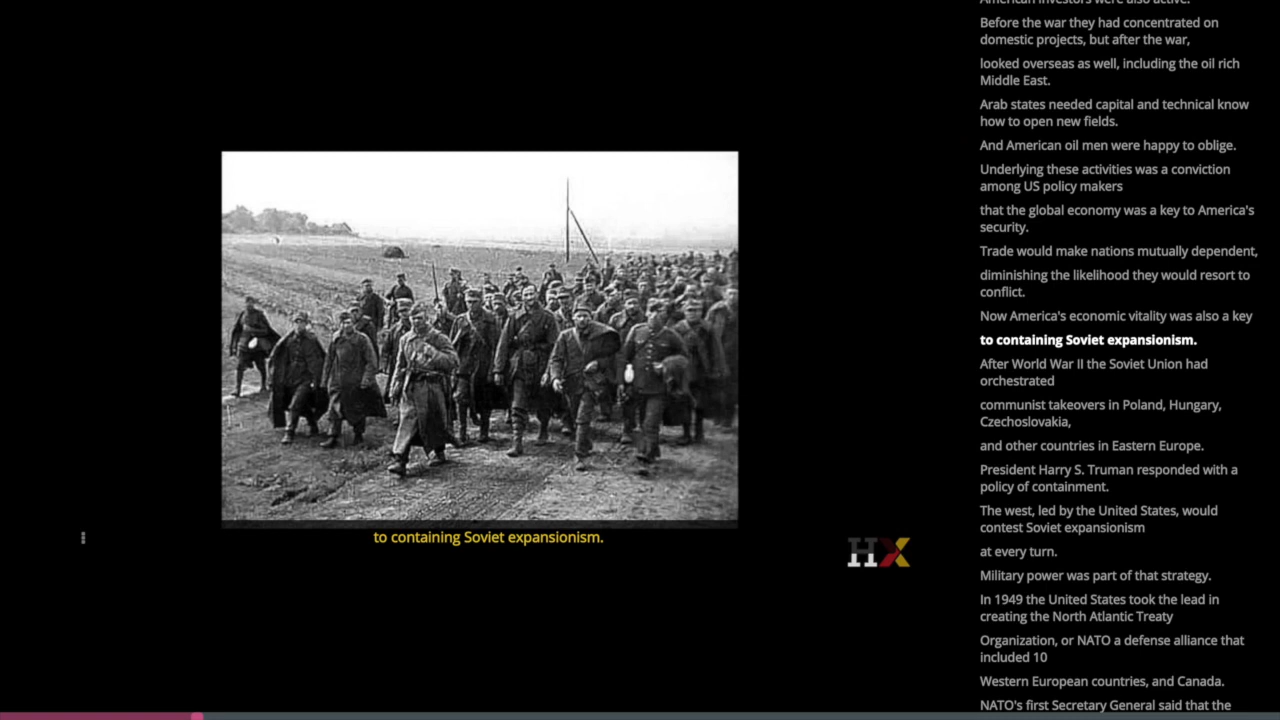 American investors were also active.
Before the war they had concentrated on
domestic projects, but after the war,
looked overseas as well, including the oil rich
Middle East.
Arab states needed capital and technical know
how to open new fields.
And American oil men were happy to oblige.
Underlying these activities was a conviction
among US policy makers
that the global economy was a key to America's
security.
Trade would make nations mutually dependent,
diminishing the likelihood they would resort to
conflict.
Now America's economic vitality was also a key
to containing Soviet expansionism.
After World War II the Soviet Union had
orchestrated
communist takeovers in Poland, Hungary,
Czechoslovakia,
and other countries in Eastern Europe.
President Harry S. Truman responded with a
policy of containment.
The west, led by the United States, would
contest Soviet expansionism
at every turn.
Military power was part of that strategy.
In 1949 the United States took the lead in
creating the North Atlantic Treaty
Organization, or NATO a defense alliance that
included 10
Western European countries, and Canada.
NATO's first Secretary General said that the
to containing Soviet expansionism.
HX